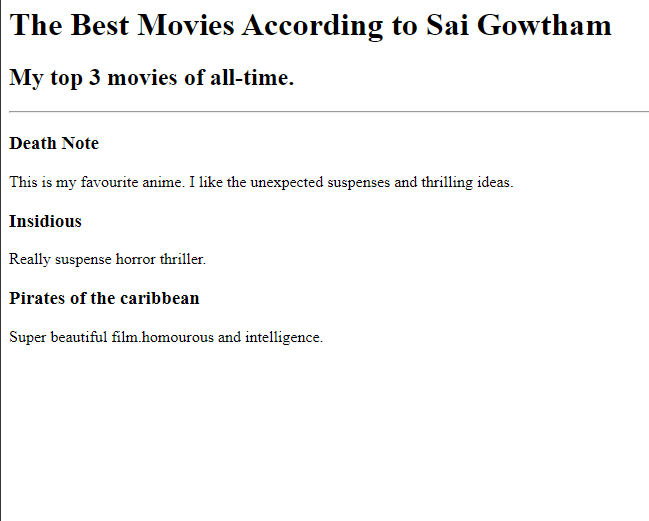 The Best Movies According to Sai Gowtham
My top 3 movies of all-time.
Death Note
This is my favourite anime. I like the unexpected suspenses and thrilling ideas.
Insidious
Really suspense horror thriller.
Pirates of the caribbean
Super beautiful film.homourous and intelligence.